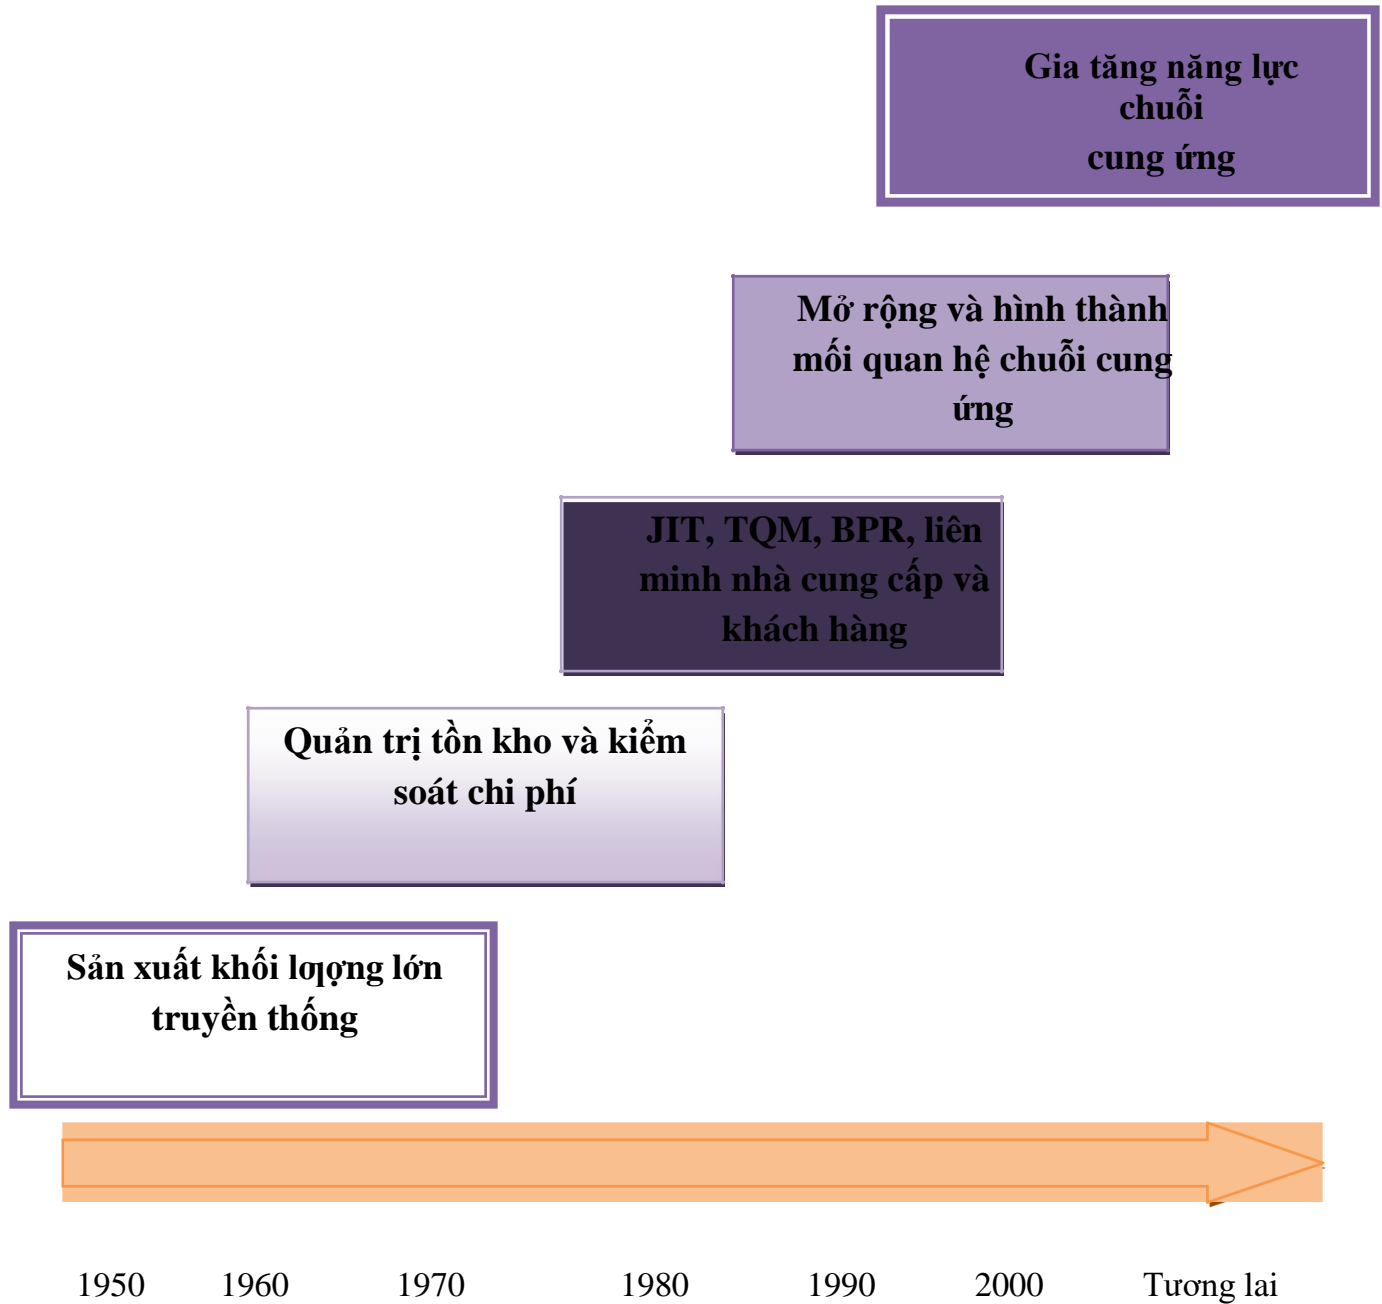 Gia tăng năng lực
chuỗi
cung ứng
Mở rộng và hình thành
mối quan hệ chuỗi cung
ứng
JIT, TQM, BPR, liên
minh nhà cung cấp và
khách hàng
Quản trị tồn kho và kiểm
soát chi phí
Sản xuất khối lơợng lớn
truyền thống
1950 1960 1970 1980 1990 2000 Tương lai